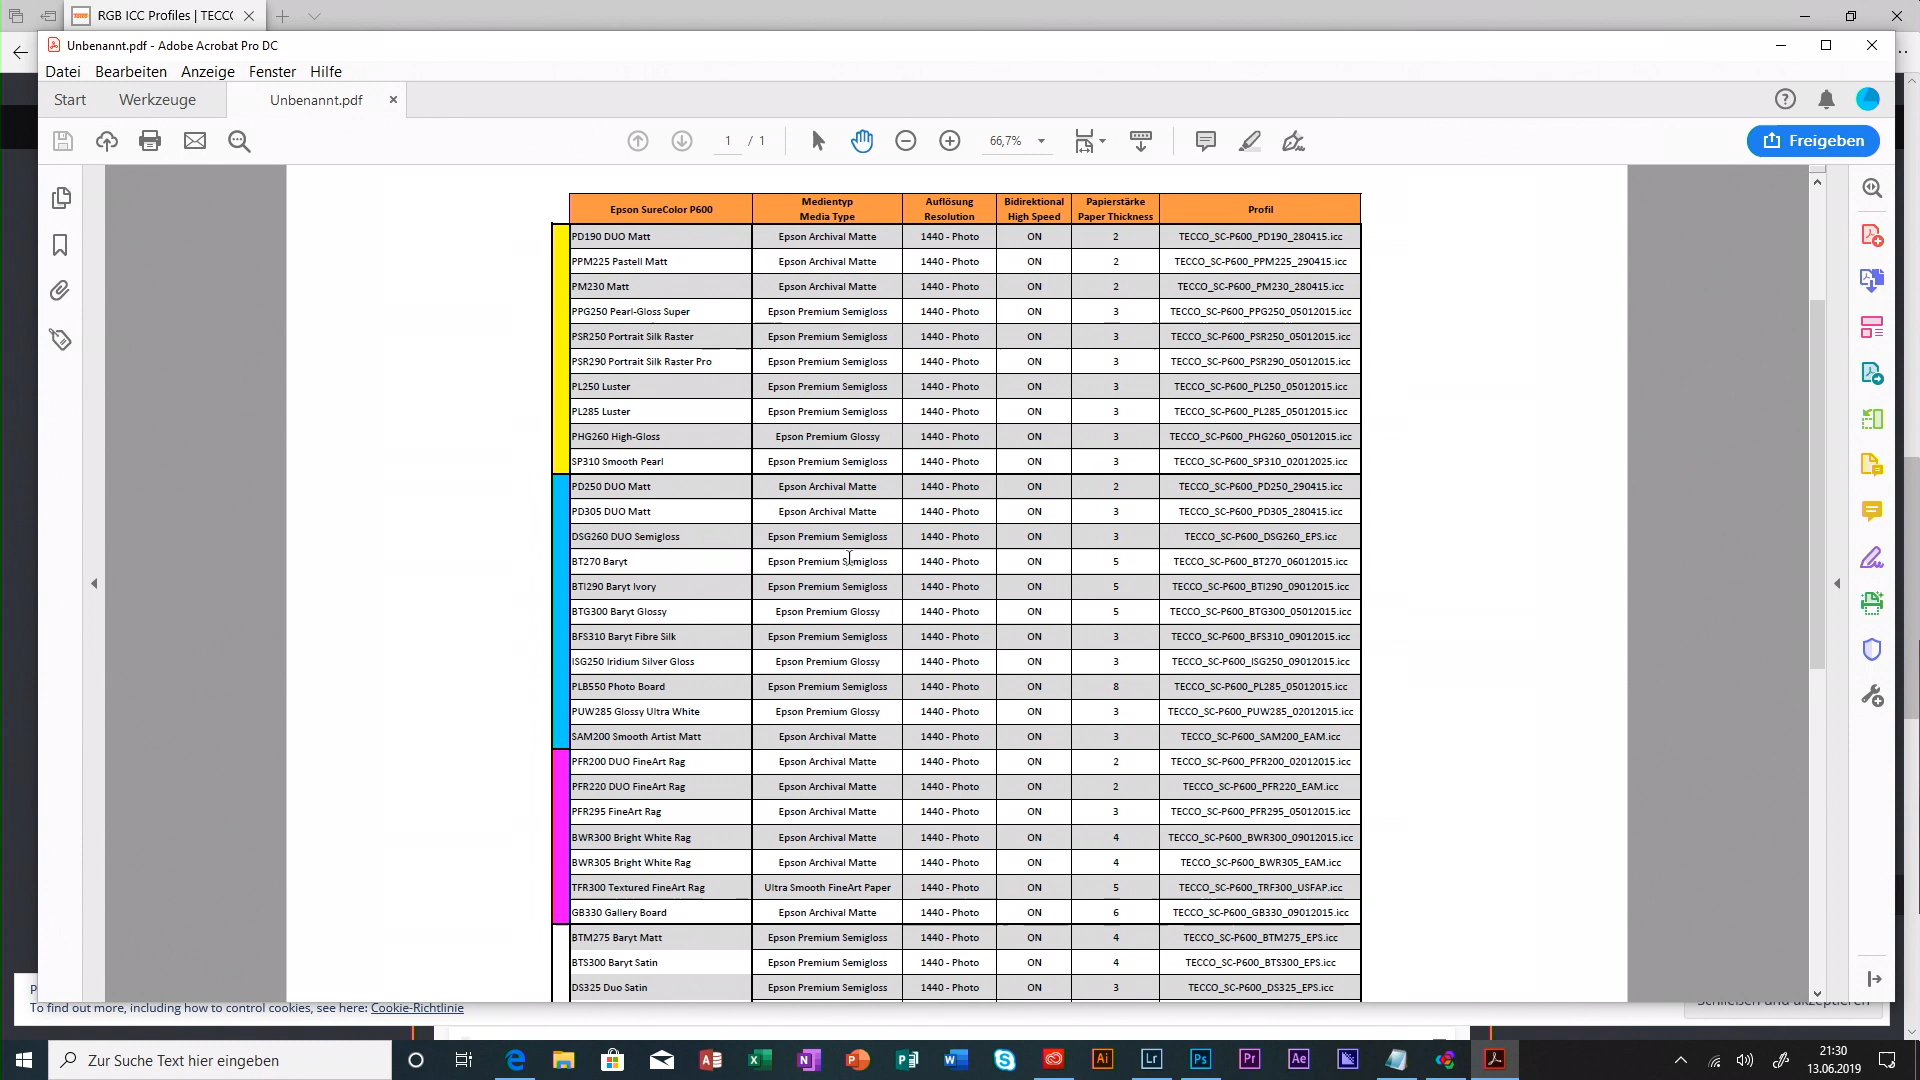 RGB ICC Profiles | TECCO
Unbenannt.pdf - Adobe Acrobat Pro DC
Datei Bearbeiten Anzeige Fenster Hilfe
Start Werkzeuge Unbenannt.pdf
1 / 1 66,7% Freigeben
Epson SureColor P600 Medientyp Media Type Auflösung Resolution Bidirektional High Speed Papierstärke Paper Thickness Profil
PD190 DUO Matt Epson Archival Matte 1440 - Photo ON 2 TECCO_SC-P600_PD190_280415.icc
PPM225 Pastell Matt Epson Archival Matte 1440 - Photo ON 2 TECCO_SC-P600_PPM225_290415.icc
PM230 Matt Epson Archival Matte 1440 - Photo ON 2 TECCO_SC-P600_PM230_280415.icc
PPG250 Pearl-Gloss Super Epson Premium Semigloss 1440 - Photo ON 3 TECCO_SC-P600_PPG250_05012015.icc
PSR250 Portrait Silk Raster Epson Premium Semigloss 1440 - Photo ON 3 TECCO_SC-P600_PSR250_05012015.icc
PSR290 Portrait Silk Raster Pro Epson Premium Semigloss 1440 - Photo ON 3 TECCO_SC-P600_PSR290_05012015.icc
PL250 Luster Epson Premium Semigloss 1440 - Photo ON 3 TECCO_SC-P600_PL250_05012015.icc
PL285 Luster Epson Premium Semigloss 1440 - Photo ON 3 TECCO_SC-P600_PL285_05012015.icc
PHG260 High-Gloss Epson Premium Glossy 1440 - Photo ON 3 TECCO_SC-P600_PHG260_05012015.icc
SP310 Smooth Pearl Epson Premium Semigloss 1440 - Photo ON 3 TECCO_SC-P600_SP310_02012025.icc
PD250 DUO Matt Epson Archival Matte 1440 - Photo ON 2 TECCO_SC-P600_PD250_290415.icc
PD305 DUO Matt Epson Archival Matte 1440 - Photo ON 3 TECCO_SC-P600_PD305_280415.icc
DSG260 DUO Semigloss Epson Premium Semigloss 1440 - Photo ON 3 TECCO_SC-P600_DSG260_EPS.icc
BT270 Baryt Epson Premium Semigloss 1440 - Photo ON 5 TECCO_SC-P600_BT270_06012015.icc
BTI290 Baryt Ivory Epson Premium Semigloss 1440 - Photo ON 5 TECCO_SC-P600_BTI290_09012015.icc
BTG300 Baryt Glossy Epson Premium Glossy 1440 - Photo ON 5 TECCO_SC-P600_BTG300_05012015.icc
BFS310 Baryt Fibre Silk Epson Premium Semigloss 1440 - Photo ON 3 TECCO_SC-P600_BFS310_09012015.icc
ISG250 Iridium Silver Gloss Epson Premium Glossy 1440 - Photo ON 3 TECCO_SC-P600_ISG250_09012015.icc
PLB550 Photo Board Epson Premium Semigloss 1440 - Photo ON 8 TECCO_SC-P600_PL285_05012015.icc
PUW285 Glossy Ultra White Epson Premium Glossy 1440 - Photo ON 3 TECCO_SC-P600_PUW285_02012015.icc
SAM200 Smooth Artist Matt Epson Archival Matte 1440 - Photo ON 3 TECCO_SC-P600_SAM200_EAM.icc
PFR200 DUO FineArt Rag Epson Archival Matte 1440 - Photo ON 2 TECCO_SC-P600_PFR200_02012015.icc
PFR220 DUO FineArt Rag Epson Archival Matte 1440 - Photo ON 2 TECCO_SC-P600_PFR220_EAM.icc
PFR295 FineArt Rag Epson Archival Matte 1440 - Photo ON 3 TECCO_SC-P600_PFR295_05012015.icc
BWR300 Bright White Rag Epson Archival Matte 1440 - Photo ON 4 TECCO_SC-P600_BWR300_09012015.icc
BWR305 Bright White Rag Epson Archival Matte 1440 - Photo ON 4 TECCO_SC-P600_BWR305_EAM.icc
TFR300 Textured FineArt Rag Ultra Smooth FineArt Paper 1440 - Photo ON 5 TECCO_SC-P600_TRF300_USFAP.icc
GB330 Gallery Board Epson Archival Matte 1440 - Photo ON 6 TECCO_SC-P600_GB330_09012015.icc
BTM275 Baryt Matt Epson Premium Semigloss 1440 - Photo ON 4 TECCO_SC-P600_BTM275_EPS.icc
BTS300 Baryt Satin Epson Premium Semigloss 1440 - Photo ON 4 TECCO_SC-P600_BTS300_EPS.icc
DS325 Duo Satin Epson Premium Semigloss 1440 - Photo ON 3 TECCO_SC-P600_DS325_EPS.icc
To find out more, including how to control cookies, see here: Cookie-Richtlinie
Schließen und akzeptieren
Zur Suche Text hier eingeben
21:30
13.06.2019